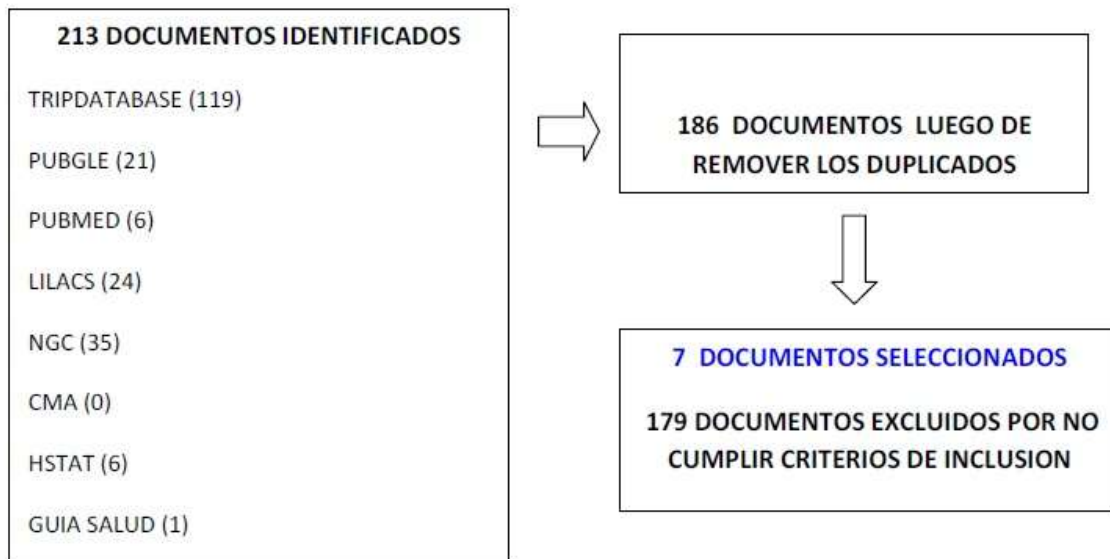 213 DOCUMENTOS IDENTIFICADOS
TRIPDATABASE (119)
PUBGLE (21)
PUBMED (6)
LILACS (24)
NGC (35)
CMA (0)
HSTAT (6)
GUIA SALUD (1)
186 DOCUMENTOS LUEGO DE
REMOVER LOS DUPLICADOS
7 DOCUMENTOS SELECCIONADOS
179 DOCUMENTOS EXCLUIDOS POR NO
CUMPLIR CRITERIOS DE INCLUSION